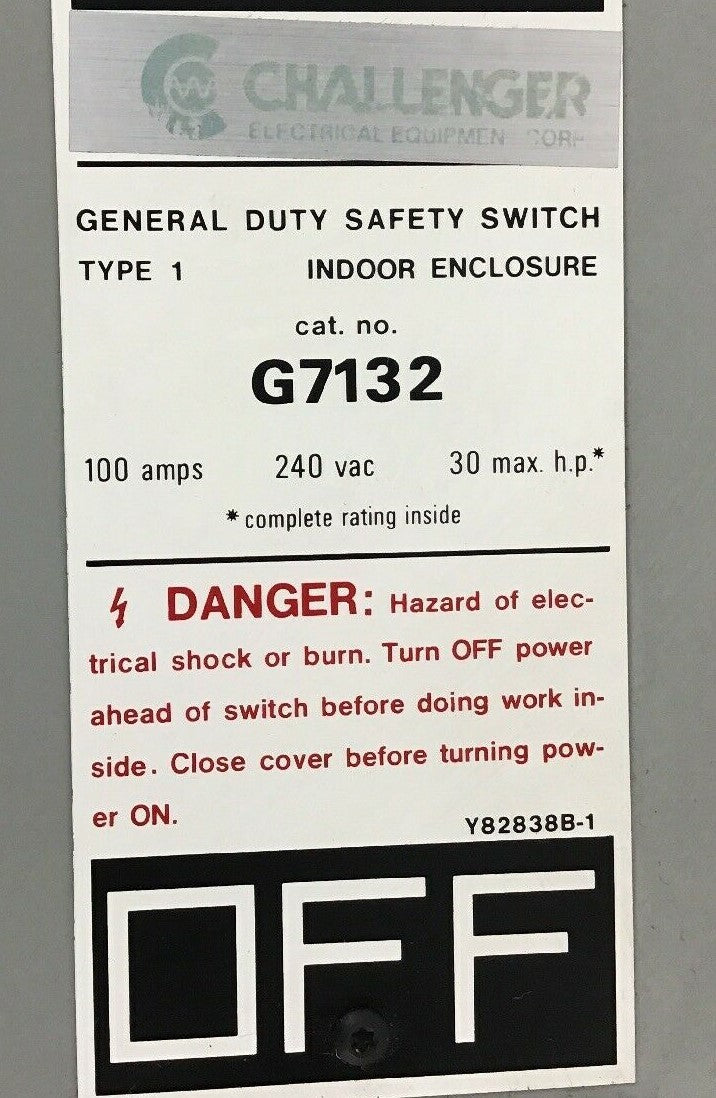 CHALLENGER
ELECTRICAL EQUIPMEN CORP
GENERAL DUTY SAFETY SWITCH
TYPE 1 INDOOR ENCLOSURE
cat. no.
G7132
100 amps 240 vac 30 max. h.p.*
*complete rating inside
DANGER: Hazard of elec-
trical shock or burn. Turn OFF power
ahead of switch before doing work in-
side. Close cover before turning pow-
er ON.
Y82838B-1
OFF